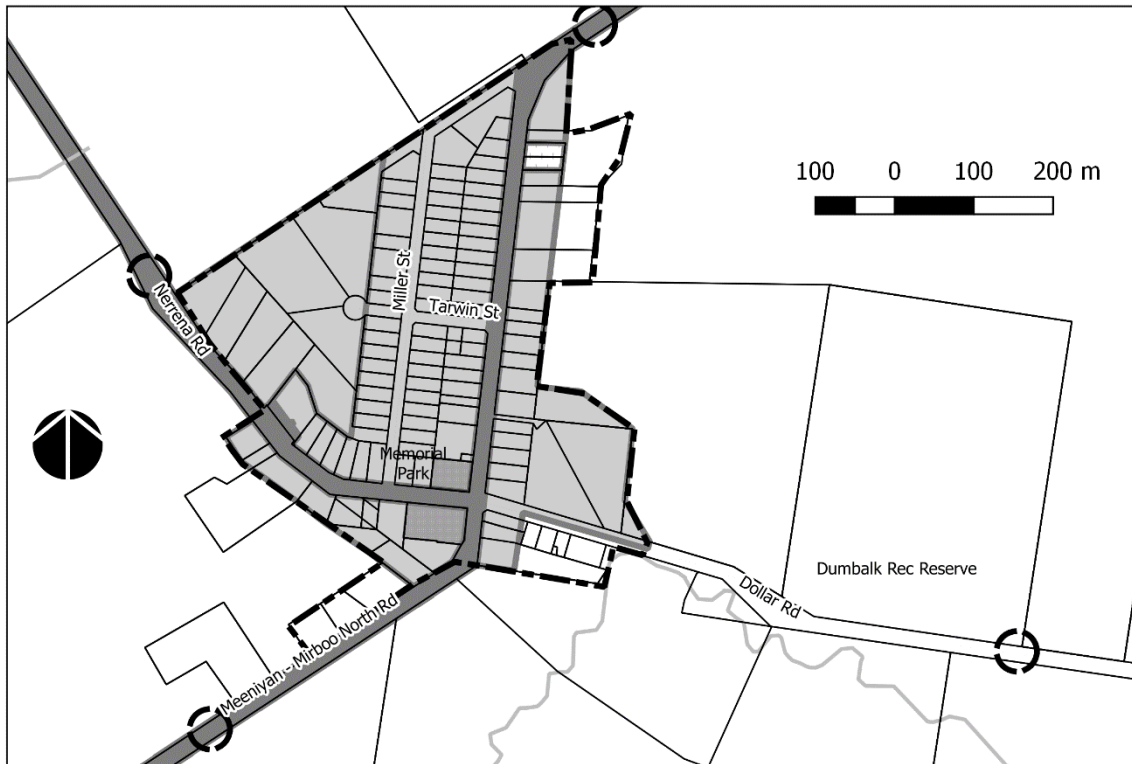 100 0 100 200 m
Miller St
Tarwin St
Nerrena Rd
Memorial
Park
Dumbalk Rec Reserve
Dollar Rd
Meeniyan - Mirboo North Rd